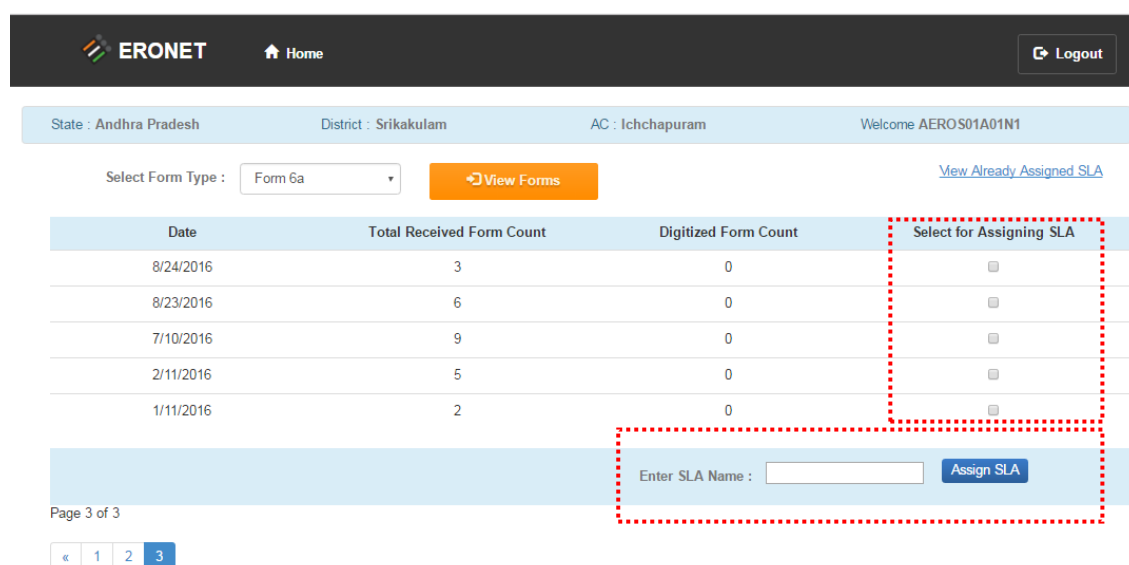 ERONET Home Logout
State : Andhra Pradesh District : Srikakulam AC : Ichchapuram Welcome AEROS01A01N1
Select Form Type : Form 6a View Forms View Already Assigned SLA
Date Total Received Form Count Digitized Form Count Select for Assigning SLA
8/24/2016 3 0
8/23/2016 6 0
7/10/2016 9 0
2/11/2016 5 0
1/11/2016 2 0
Enter SLA Name : Assign SLA
Page 3 of 3
« 1 2 3